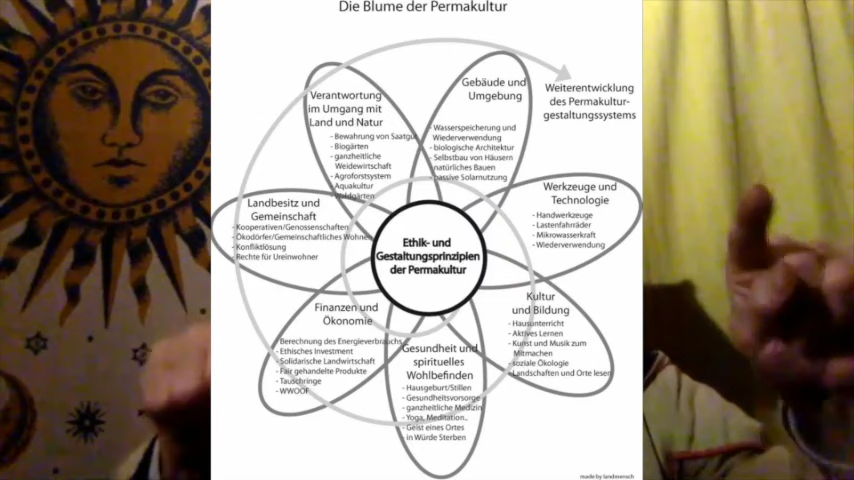 Die Blume der Permakultur
Verantwortung
im Umgang mit
Land und Natur
- Bewahrung von Saatgut
- Biogärten
- ganzheitliche
Weidewirtschaft
- Agroforstsystem
Aquakultur
Waldgärten
Gebäude und
Umgebung
- Wasserspeicherung und
Wiederverwendung
- biologische Architektur
- Selbstbau von Häusern
natürliches Bauen
passive Solarnutzung
Weiterentwicklung
des Permakultur-
gestaltungssystems
Werkzeuge und
Technologie
- Handwerkzeuge
- Lastenfahrräder
- Mikrowasserkraft
- Wiederverwendung
Landbesitz und
Gemeinschaft
- Kooperativen/Genossenschaften
- Ökodörfer/Gemeinschaftliches Wohnen
- Konfliktlösung
- Rechte für Ureinwohner
Ethik- und
Gestaltungsprinzipien
der Permakultur
Kultur
und Bildung
- Hausunterricht
- Aktives Lernen
- Kunst und Musik zum
Mitmachen
- soziale Ökologie
- Landschaften und Orte lesen
Finanzen und
Ökonomie
Berechnung des Energieverbrauchs
- Ethisches Investment
- Solidarische Landwirtschaft
- Fair gehandelte Produkte
- Tauschringe
- WWOOF
Gesundheit und
spirituelles
Wohlbefinden
- Hausgeburt/Stillen
- Gesundheitsvorsorge
- ganzheitliche Medizin
- Yoga, Meditation..
- Geist eines Ortes
- in Würde Sterben
made by landmensch